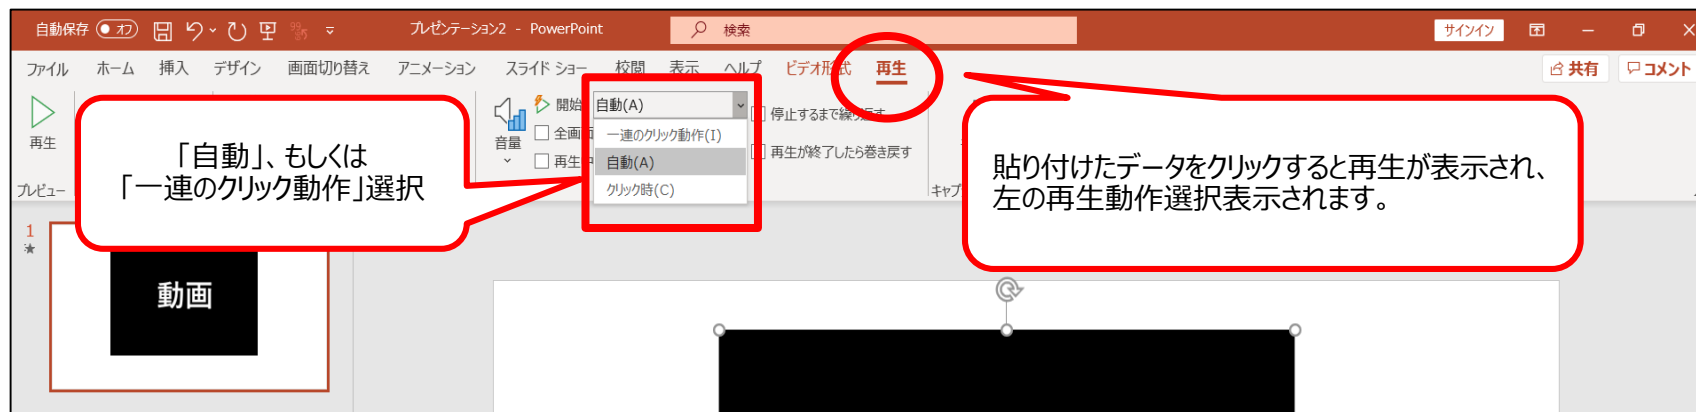 自動保存 オフ
プレゼンテーション2 - PowerPoint
検索
サインイン
ファイル ホーム 挿入 デザイン 画面切り替え アニメーション スライド ショー 校閲 表示 ヘルプ ビデオ形式 再生
共有 コメント
再生
プレビュー
「自動」、もしくは
「一連のクリック動作」選択
音量
開始
自動(A)
全画面
再生
一連のクリック動作(I)
自動(A)
クリック時(C)
停止するまで繰り返す
再生が終了したら巻き戻す
キャプ
貼り付けたデータをクリックすると再生が表示され、
左の再生動作選択表示されます。
1
動画